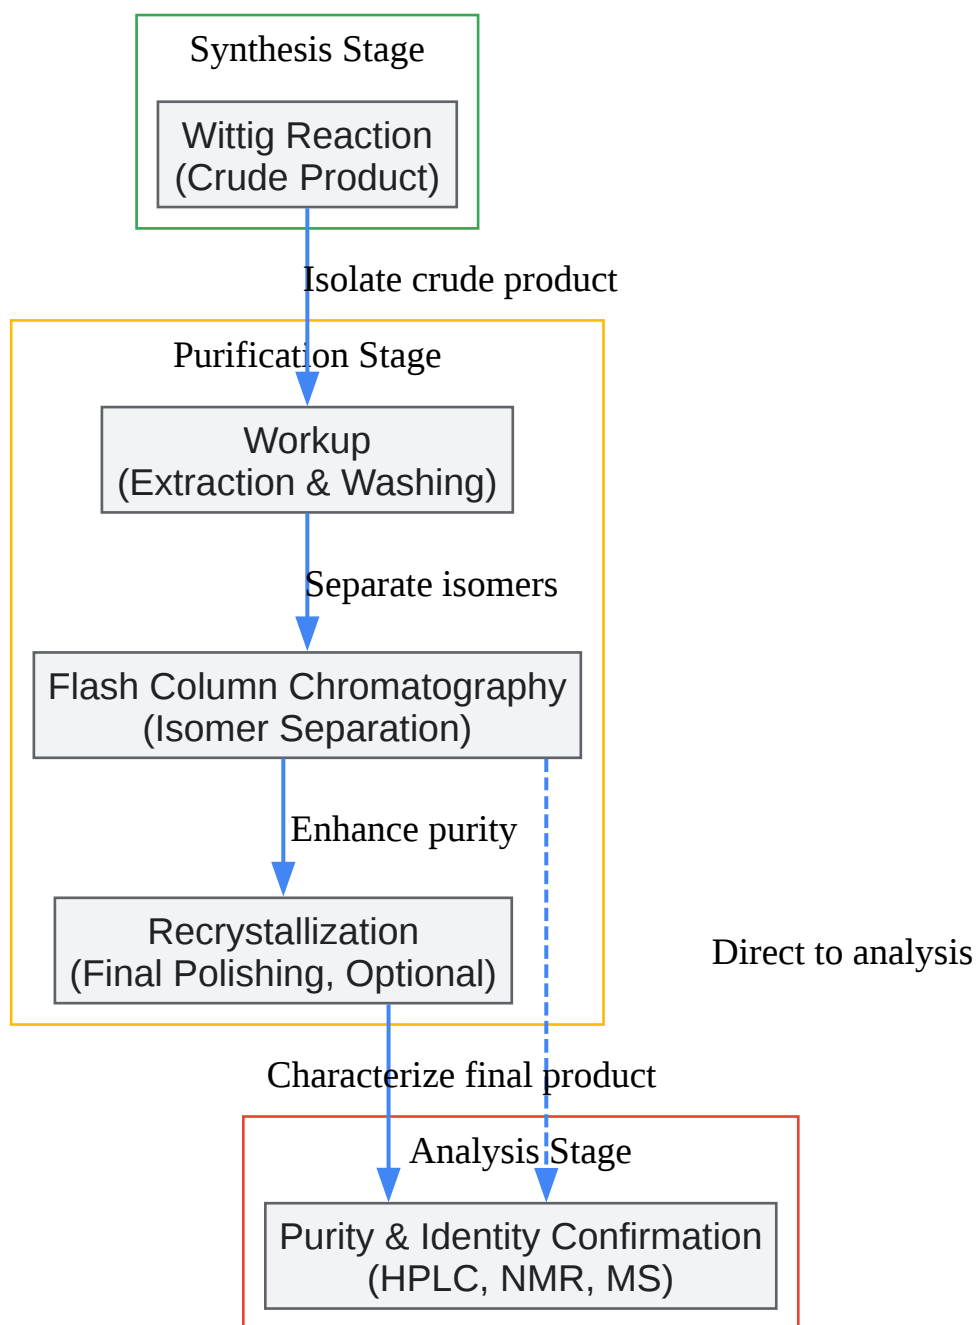 Synthesis Stage
Wittig Reaction
(Crude Product)
Isolate crude product
Purification Stage
Workup
(Extraction & Washing)
Separate isomers
Flash Column Chromatography
(Isomer Separation)
Enhance purity
Recrystallization
(Final Polishing, Optional)
Direct to analysis
Characterize final product
Analysis Stage
Purity & Identity Confirmation
(HPLC, NMR, MS)